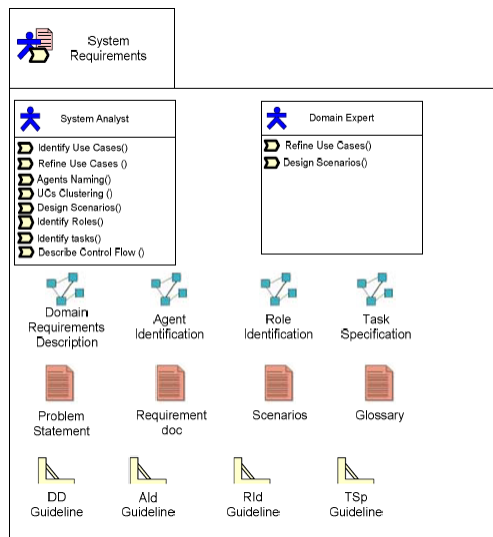 System
Requirements
System Analyst
Identify Use Cases()
Refine Use Cases ()
Agents Naming()
UCs Clustering ()
Design Scenarios()
Identify Roles()
Identify tasks()
Describe Control Flow ()
Domain Expert
Refine Use Cases()
Design Scenarios()
Domain
Requirements
Description
Agent
Identification
Role
Identification
Task
Specification
Problem
Statement
Requirement
doc
Scenarios
Glossary
DD
Guideline
AId
Guideline
RId
Guideline
TSp
Guideline